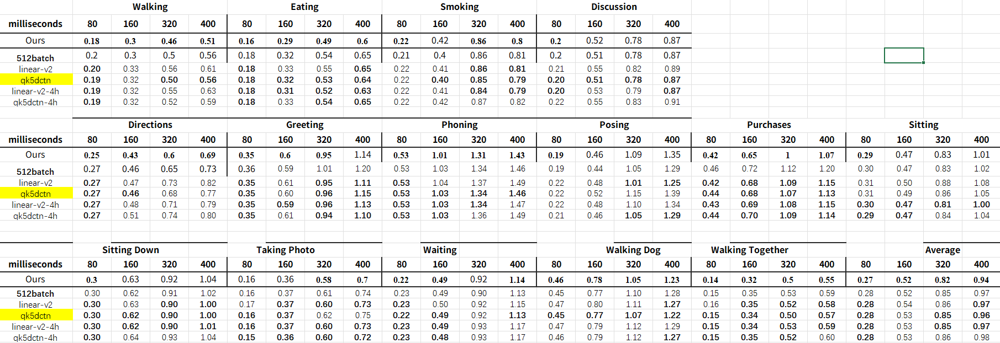 Walking Eating Smoking Discussion
milliseconds 80 160 320 400 80 160 320 400 80 160 320 400 80 160 320 400
Ours 0.18 0.3 0.46 0.51 0.16 0.29 0.49 0.6 0.22 0.42 0.86 0.8 0.2 0.52 0.78 0.87
512batch 0.2 0.3 0.5 0.56 0.18 0.32 0.54 0.65 0.21 0.4 0.86 0.81 0.2 0.51 0.78 0.87
linear-v2 0.20 0.33 0.56 0.61 0.18 0.33 0.55 0.65 0.22 0.41 0.86 0.81 0.21 0.55 0.82 0.89
qk5dctn 0.19 0.32 0.50 0.56 0.18 0.32 0.53 0.64 0.22 0.40 0.85 0.79 0.20 0.51 0.78 0.87
linear-v2-4h 0.19 0.32 0.55 0.63 0.18 0.31 0.52 0.63 0.22 0.41 0.84 0.79 0.20 0.53 0.79 0.87
qk5dctn-4h 0.19 0.32 0.52 0.59 0.18 0.33 0.54 0.65 0.22 0.42 0.87 0.82 0.22 0.55 0.83 0.91
Directions Greeting Phoning Posing Purchases Sitting
milliseconds 80 160 320 400 80 160 320 400 80 160 320 400 80 160 320 400 80 160 320 400 80 160 320 400
Ours 0.25 0.43 0.6 0.69 0.35 0.6 0.95 1.14 0.53 1.01 1.31 1.43 0.19 0.46 1.09 1.35 0.42 0.65 1 1.07 0.29 0.47 0.83 1.01
512batch 0.27 0.46 0.65 0.73 0.36 0.59 1.01 1.20 0.53 1.03 1.34 1.46 0.19 0.44 1.05 1.29 0.46 0.72 1.12 1.20 0.30 0.47 0.83 1.02
linear-v2 0.27 0.47 0.73 0.82 0.35 0.61 0.95 1.11 0.53 1.04 1.37 1.49 0.22 0.48 1.01 1.25 0.42 0.68 1.09 1.15 0.31 0.50 0.88 1.08
qk5dctn 0.27 0.46 0.68 0.77 0.35 0.60 0.96 1.15 0.53 1.03 1.34 1.46 0.22 0.52 1.15 1.39 0.44 0.68 1.07 1.13 0.31 0.49 0.86 1.05
linear-v2-4h 0.27 0.48 0.71 0.79 0.35 0.59 0.96 1.13 0.53 1.03 1.34 1.47 0.22 0.48 1.10 1.34 0.43 0.69 1.08 1.15 0.30 0.47 0.81 1.00
qk5dctn-4h 0.27 0.51 0.74 0.80 0.35 0.61 0.94 1.10 0.53 1.03 1.36 1.49 0.21 0.46 1.05 1.29 0.44 0.70 1.09 1.14 0.29 0.47 0.84 1.04
Sitting Down Taking Photo Waiting Walking Dog Walking Together Average
milliseconds 80 160 320 400 80 160 320 400 80 160 320 400 80 160 320 400 80 160 320 400 80 160 320 400
Ours 0.3 0.63 0.92 1.04 0.16 0.36 0.58 0.7 0.22 0.49 0.92 1.14 0.46 0.78 1.05 1.23 0.14 0.32 0.5 0.55 0.27 0.52 0.82 0.94
512batch 0.30 0.62 0.91 1.02 0.16 0.37 0.61 0.74 0.23 0.49 0.90 1.13 0.45 0.77 1.10 1.28 0.15 0.35 0.53 0.59 0.28 0.52 0.85 0.97
linear-v2 0.30 0.63 0.90 1.00 0.17 0.37 0.60 0.73 0.23 0.50 0.92 1.15 0.47 0.80 1.11 1.27 0.16 0.35 0.52 0.58 0.28 0.54 0.86 0.97
qk5dctn 0.30 0.62 0.90 1.00 0.16 0.37 0.62 0.75 0.22 0.49 0.92 1.13 0.45 0.77 1.07 1.22 0.15 0.34 0.50 0.57 0.28 0.53 0.85 0.96
linear-v2-4h 0.30 0.62 0.90 1.01 0.16 0.37 0.60 0.73 0.23 0.49 0.93 1.17 0.47 0.79 1.12 1.29 0.15 0.34 0.53 0.59 0.28 0.53 0.85 0.97
qk5dctn-4h 0.30 0.64 0.93 1.04 0.15 0.36 0.60 0.72 0.23 0.48 0.93 1.17 0.46 0.79 1.12 1.27 0.15 0.35 0.52 0.60 0.28 0.53 0.86 0.98